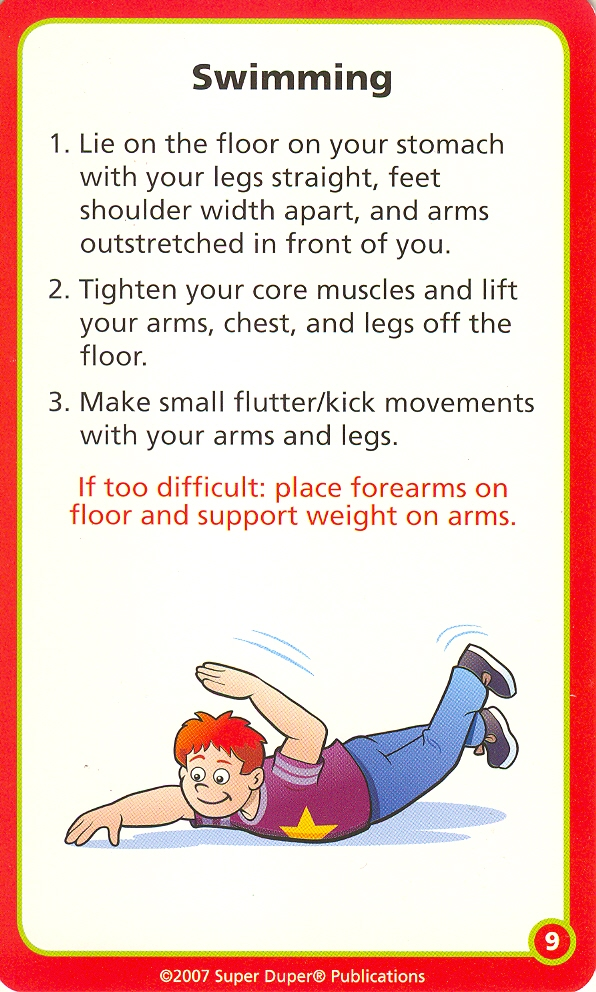 Swimming
1. Lie on the floor on your stomach
with your legs straight, feet
shoulder width apart, and arms
outstretched in front of you.
2. Tighten your core muscles and lift
your arms, chest, and legs off the
floor.
3. Make small flutter/kick movements
with your arms and legs.
If too difficult: place forearms on
floor and support weight on arms.
9
©2007 Super Duper® Publications